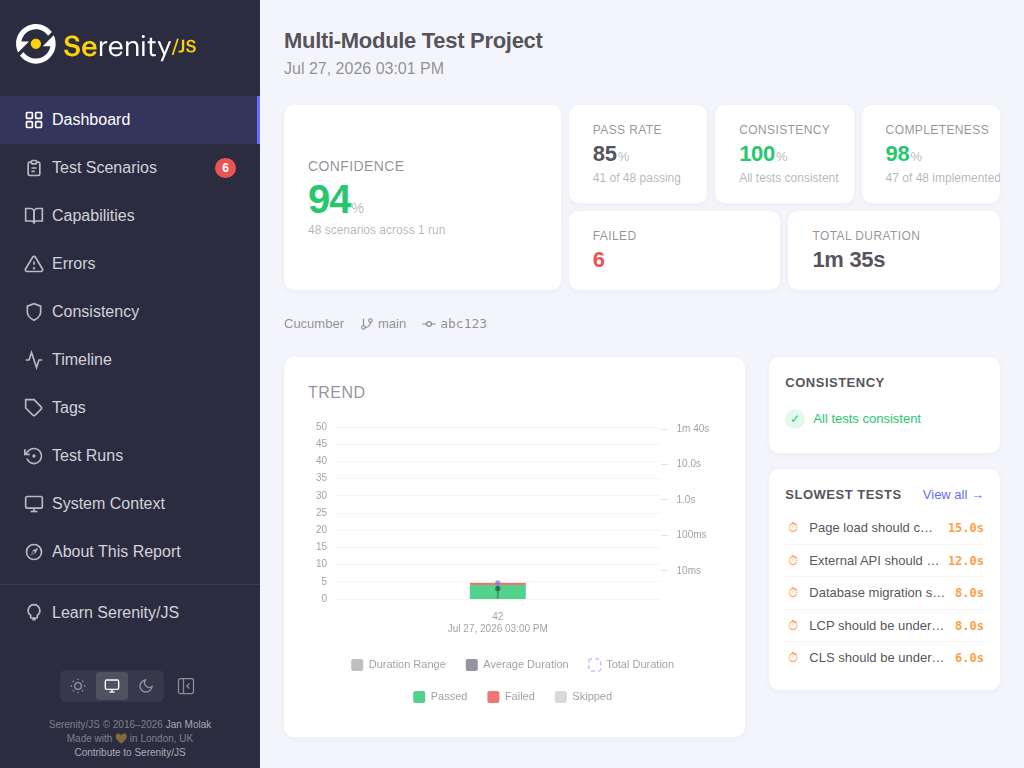 Serenity/JS
Dashboard
Test Scenarios 6
Capabilities
Errors
Consistency
Timeline
Tags
Test Runs
System Context
About This Report
Learn Serenity/JS
Serenity/JS © 2016–2026 Jan Molak
Made with 💛 in London, UK
Contribute to Serenity/JS
Multi-Module Test Project
Jul 27, 2026 03:01 PM
CONFIDENCE
94%
48 scenarios across 1 run
PASS RATE
85%
41 of 48 passing
CONSISTENCY
100%
All tests consistent
COMPLETENESS
98%
47 of 48 implemented
FAILED
6
TOTAL DURATION
1m 35s
Cucumber main abc123
TREND
50
45
40
35
30
25
20
15
10
5
0
1m 40s
10.0s
1.0s
100ms
10ms
42
Jul 27, 2026 03:00 PM
Duration Range Average Duration Total Duration
Passed Failed Skipped
CONSISTENCY
✓ All tests consistent
SLOWEST TESTS View all →
Page load should c… 15.0s
External API should … 12.0s
Database migration s… 8.0s
LCP should be under… 8.0s
CLS should be under… 6.0s